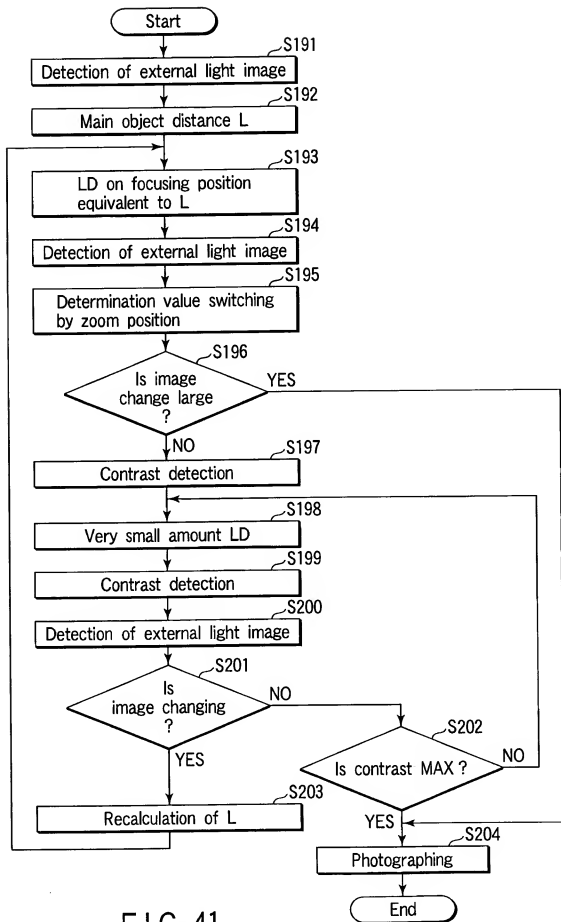 Start
S191
Detection of external light image
S192
Main object distance L
S193
LD on focusing position
equivalent to L
S194
Detection of external light image
S195
Determination value switching
by zoom position
S196
Is image
change large
?
YES
NO
S197
Contrast detection
S198
Very small amount LD
S199
Contrast detection
S200
Detection of external light image
S201
Is
image changing
?
NO
YES
S202
Is contrast MAX ?
NO
YES
S203
Recalculation of L
S204
Photographing
End
FIG. 41